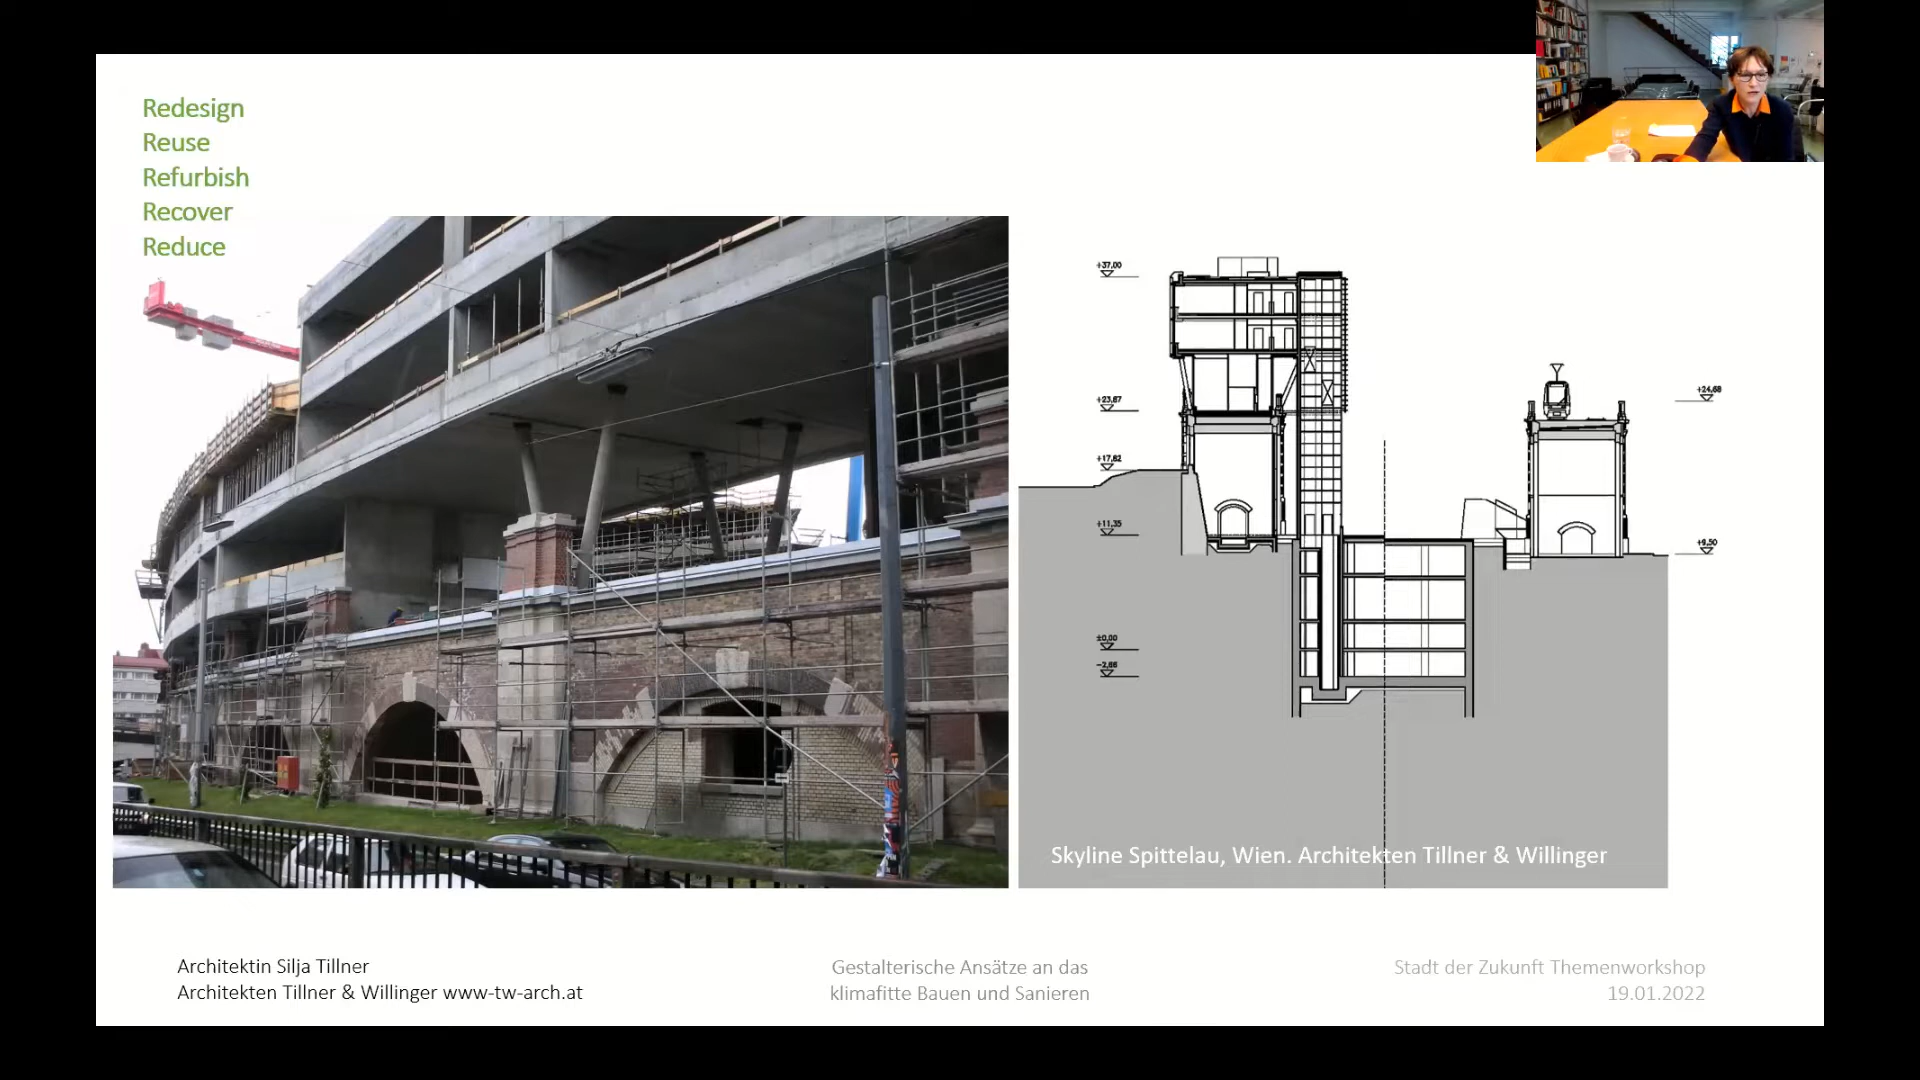 Redesign
Reuse
Refurbish
Recover
Reduce
+37,00
+23,67
+24,68
+17,62
+11,35
+9,50
±0,00
-2,66
Skyline Spittelau, Wien. Architekten Tillner & Willinger
Architektin Silja Tillner
Architekten Tillner & Willinger www-tw-arch.at
Gestalterische Ansätze an das
klimafitte Bauen und Sanieren
Stadt der Zukunft Themenworkshop
19.01.2022